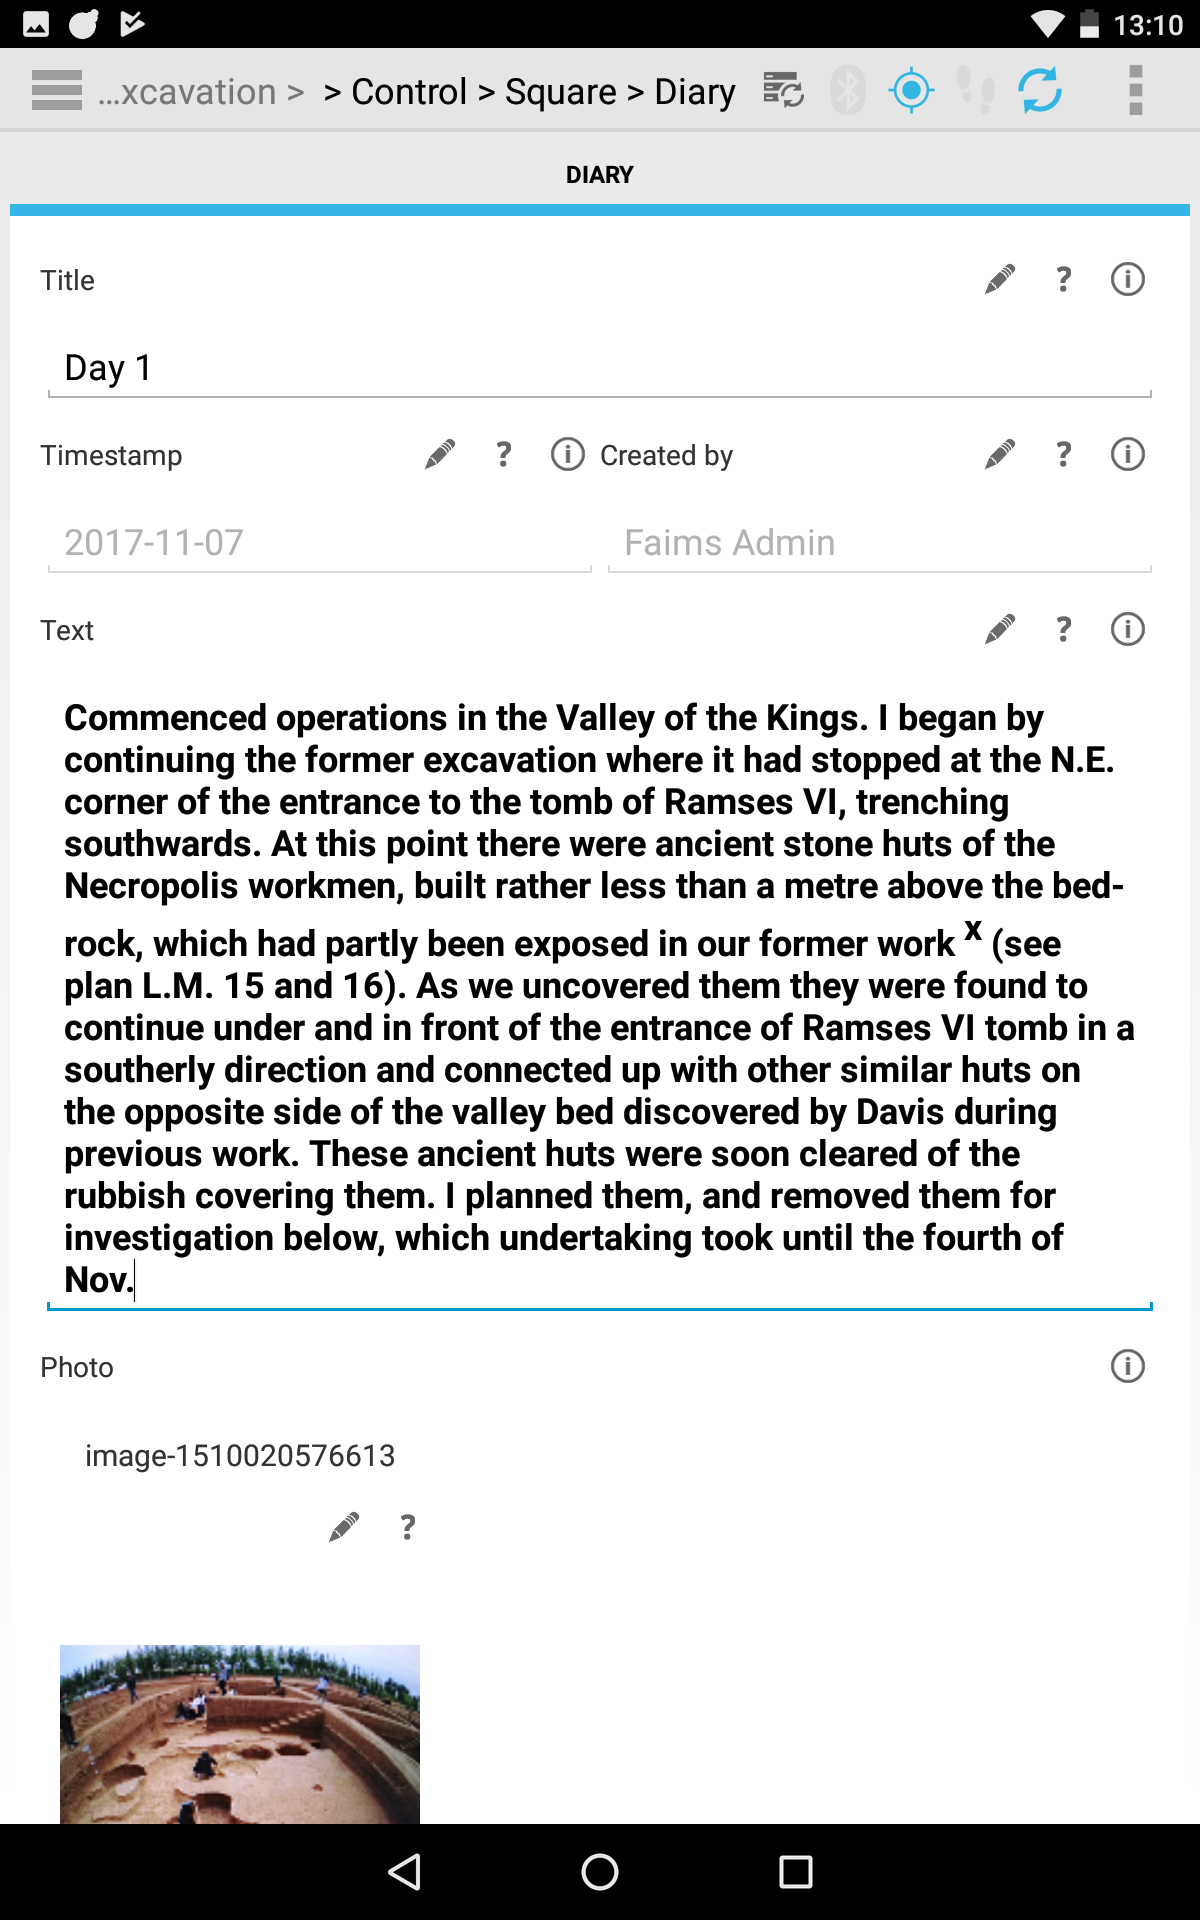 13:10
...xcavation > > Control > Square > Diary
DIARY
Title
?
Day 1
Timestamp
?
Created by
?
2017-11-07
Faims Admin
Text
?
Commenced operations in the Valley of the Kings. I began by
continuing the former excavation where it had stopped at the N.E.
corner of the entrance to the tomb of Ramses VI, trenching
southwards. At this point there were ancient stone huts of the
Necropolis workmen, built rather less than a metre above the bed-
rock, which had partly been exposed in our former work x (see
plan L.M. 15 and 16). As we uncovered them they were found to
continue under and in front of the entrance of Ramses VI tomb in a
southerly direction and connected up with other similar huts on
the opposite side of the valley bed discovered by Davis during
previous work. These ancient huts were soon cleared of the
rubbish covering them. I planned them, and removed them for
investigation below, which undertaking took until the fourth of
Nov.
Photo
image-1510020576613
?